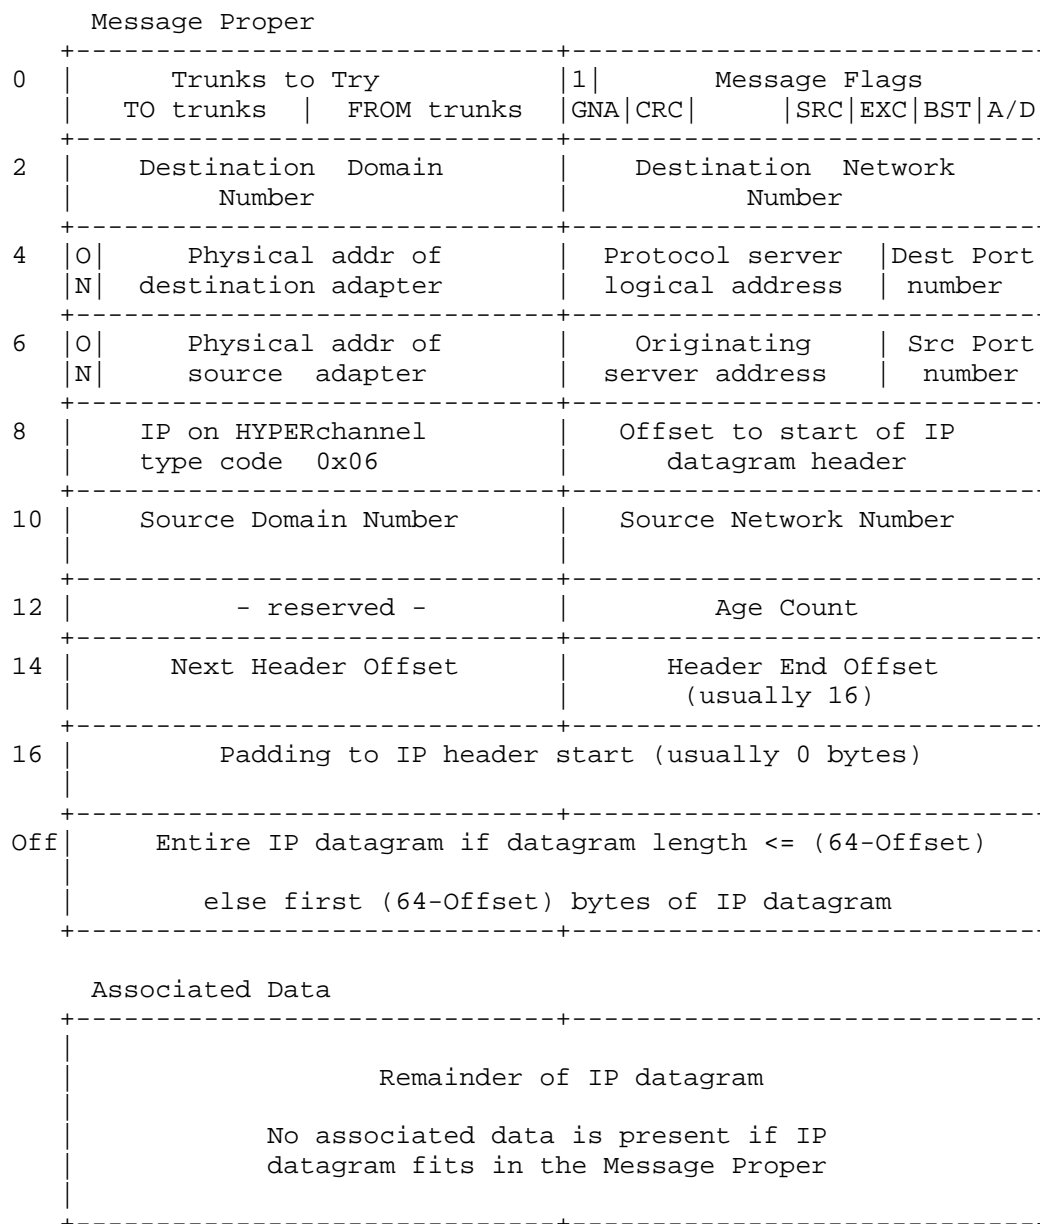 Message Proper
   +------------------------------+-----------------------------
0  |      Trunks to Try           |1|       Message Flags
   |   TO trunks  |  FROM trunks  |GNA|CRC|     |SRC|EXC|BST|A/D
   +------------------------------+-----------------------------
2  |    Destination  Domain       |    Destination  Network
   |         Number               |           Number
   +------------------------------+-----------------------------
4  |O|     Physical addr of       |  Protocol server  |Dest Port
   |N|  destination adapter       |  logical address  | number
   +------------------------------+-----------------------------
6  |O|     Physical addr of       |    Originating    | Src Port
   |N|     source  adapter        |  server address   |  number
   +------------------------------+-----------------------------
8  |    IP on HYPERchannel        |   Offset to start of IP
   |    type code  0x06           |      datagram header
   +------------------------------+-----------------------------
10 |    Source Domain Number      |   Source Network Number
   |                              |
   +------------------------------+-----------------------------
12 |          - reserved -        |         Age Count
   +------------------------------+-----------------------------
14 |      Next Header Offset      |      Header End Offset
   |                              |       (usually 16)
   +------------------------------+-----------------------------
16 |         Padding to IP header start (usually 0 bytes)
   |
   +------------------------------+-----------------------------
Off|     Entire IP datagram if datagram length <= (64-Offset)
   |
   |        else first (64-Offset) bytes of IP datagram
   +------------------------------+-----------------------------
     Associated Data
   +------------------------------+-----------------------------
   |
   |                   Remainder of IP datagram
   |
   |            No associated data is present if IP
   |            datagram fits in the Message Proper
   |
   +------------------------------+-----------------------------